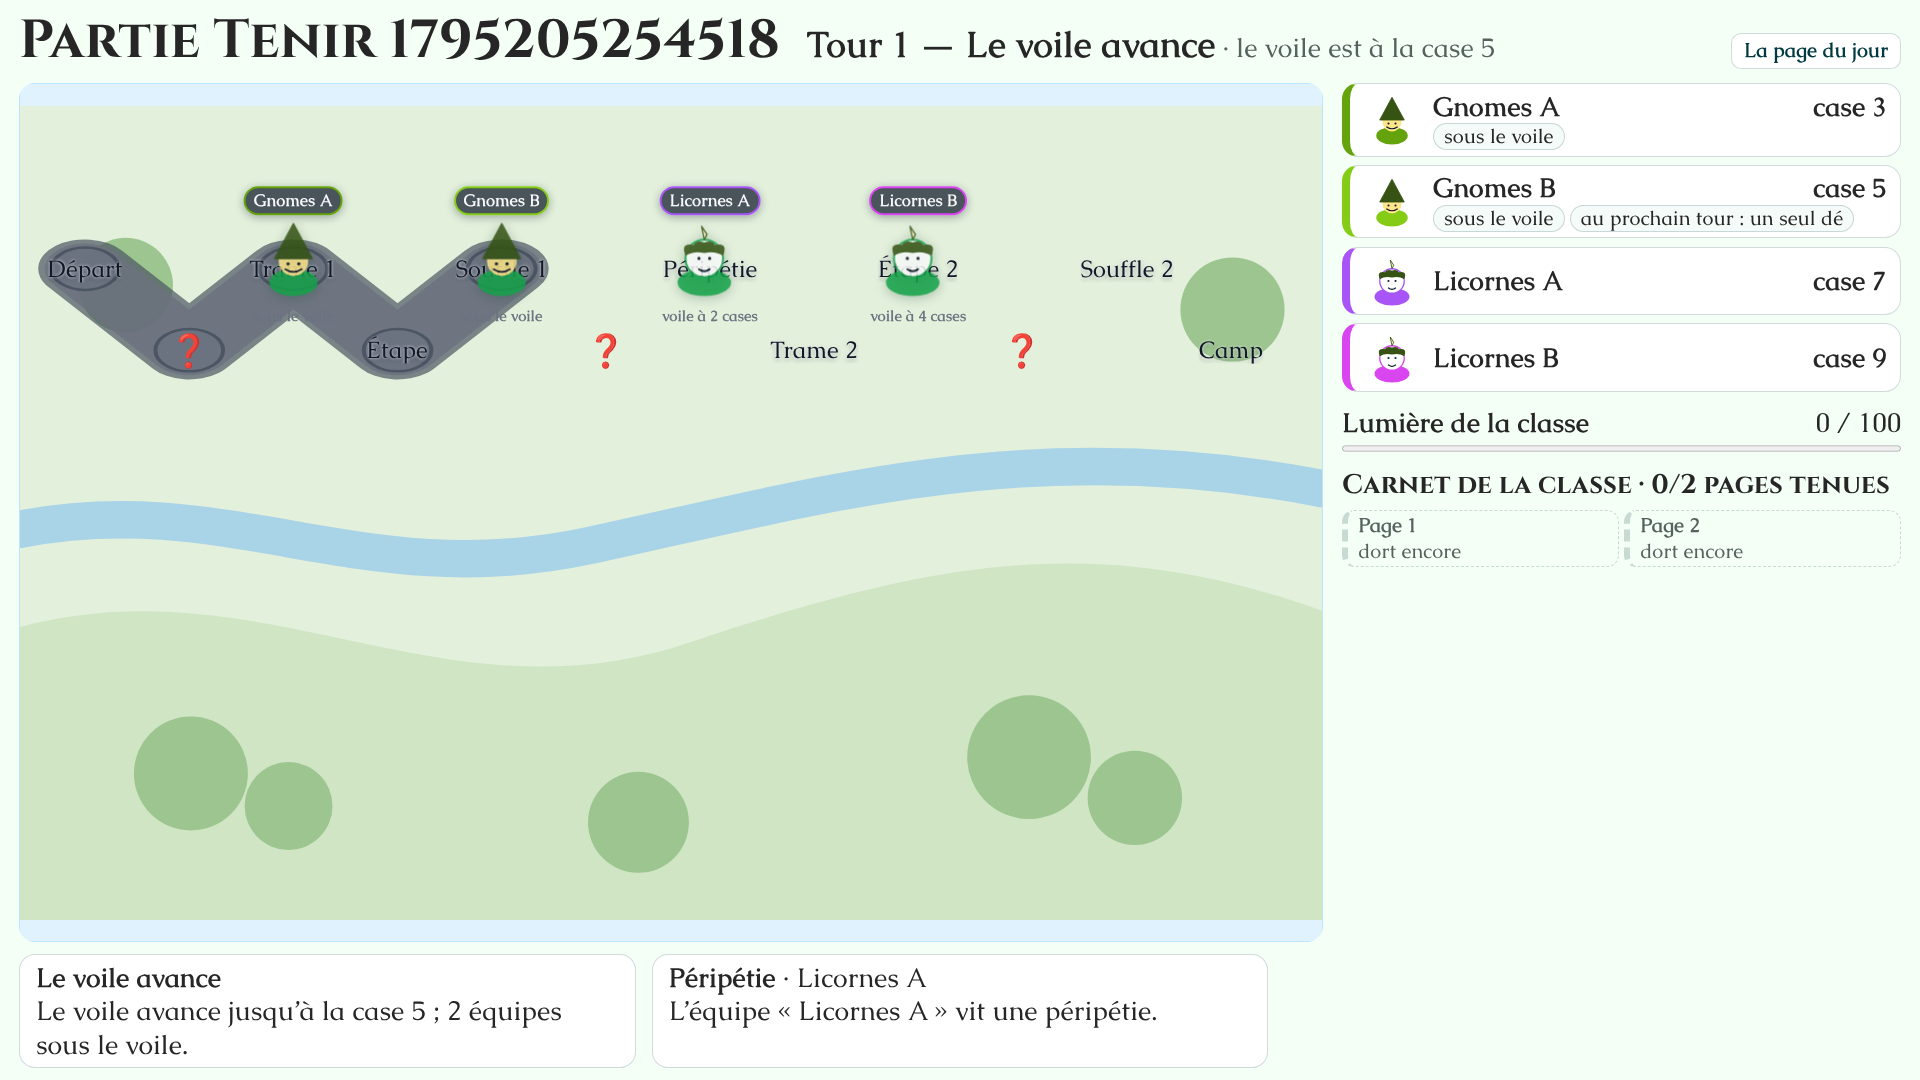 Partie Tenir 1795205254518 Tour 1 — Le voile avance · le voile est à la case 5
La page du jour
Gnomes A
Gnomes B
Licornes A
Licornes B
Départ
Souffle 2
voile à 2 cases
voile à 4 cases
❓
Étape
❓
Trame 2
❓
Camp
Gnomes A case 3
sous le voile
Gnomes B case 5
sous le voile au prochain tour : un seul dé
Licornes A case 7
Licornes B case 9
Lumière de la classe 0 / 100
Carnet de la classe · 0/2 pages tenues
Page 1
dort encore
Page 2
dort encore
Le voile avance
Le voile avance jusqu’à la case 5 ; 2 équipes
sous le voile.
Péripétie · Licornes A
L’équipe « Licornes A » vit une péripétie.